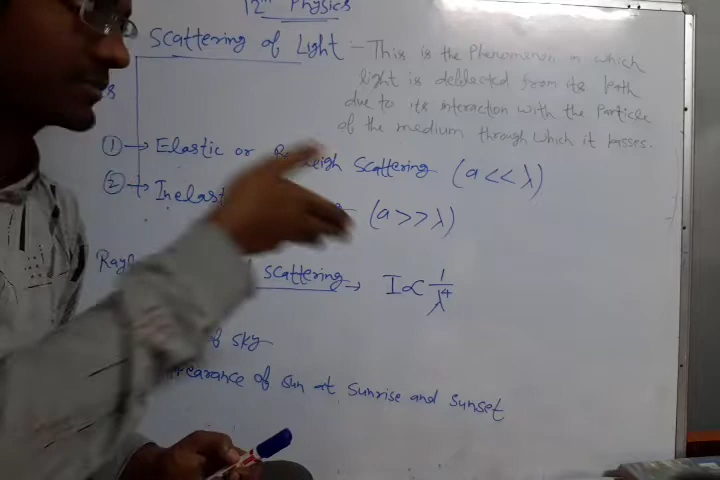 12th Physics
Scattering of Light :- This is the Phenomenon in which
light is deflected from its path
due to its interaction with the Particle
of the medium through which it passes.
① → Elastic or Rayleigh Scattering (a << λ)
② → Inelast (a >> λ)
Rayl scattering → I ∝ 1/λ⁴
of sky
earance of sun at sunrise and sunset